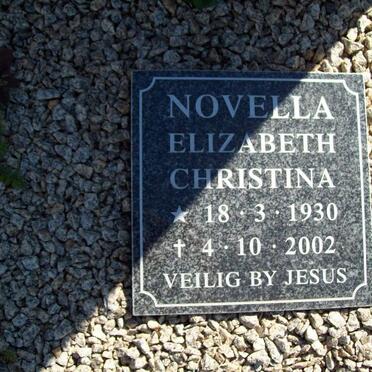 NOVELLA
ELIZABETH
CHRISTINA
★ 18 · 3 · 1930
✝ 4 · 10 · 2002
VEILIG BY JESUS